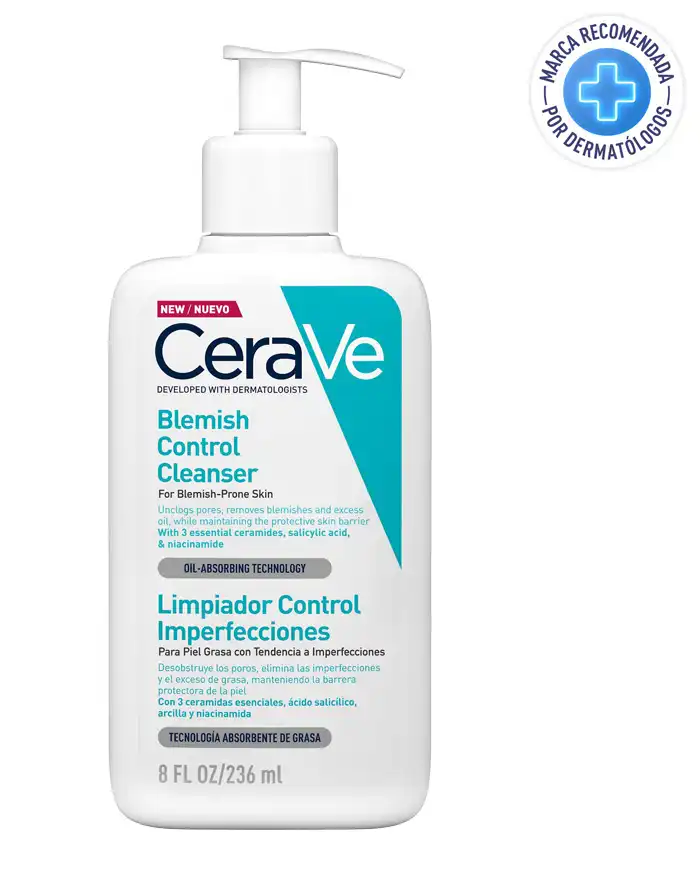 MARCA RECOMENDADA
POR DERMATÓLOGOS
NEW / NUEVO
CeraVe
DEVELOPED WITH DERMATOLOGISTS
Blemish
Control
Cleanser
For Blemish-Prone Skin
Unclogs pores, removes blemishes and excess
oil, while maintaining the protective skin barrier
With 3 essential ceramides, salicylic acid,
& niacinamide
OIL-ABSORBING TECHNOLOGY
Limpiador Control
Imperfecciones
Para Piel Grasa con Tendencia a Imperfecciones
Desobstruye los poros, elimina las imperfecciones
y el exceso de grasa, manteniendo la barrera
protectora de la piel
Con 3 ceramidas esenciales, ácido salicílico,
arcilla y niacinamida
TECNOLOGÍA ABSORBENTE DE GRASA
8 FL OZ/236 ml